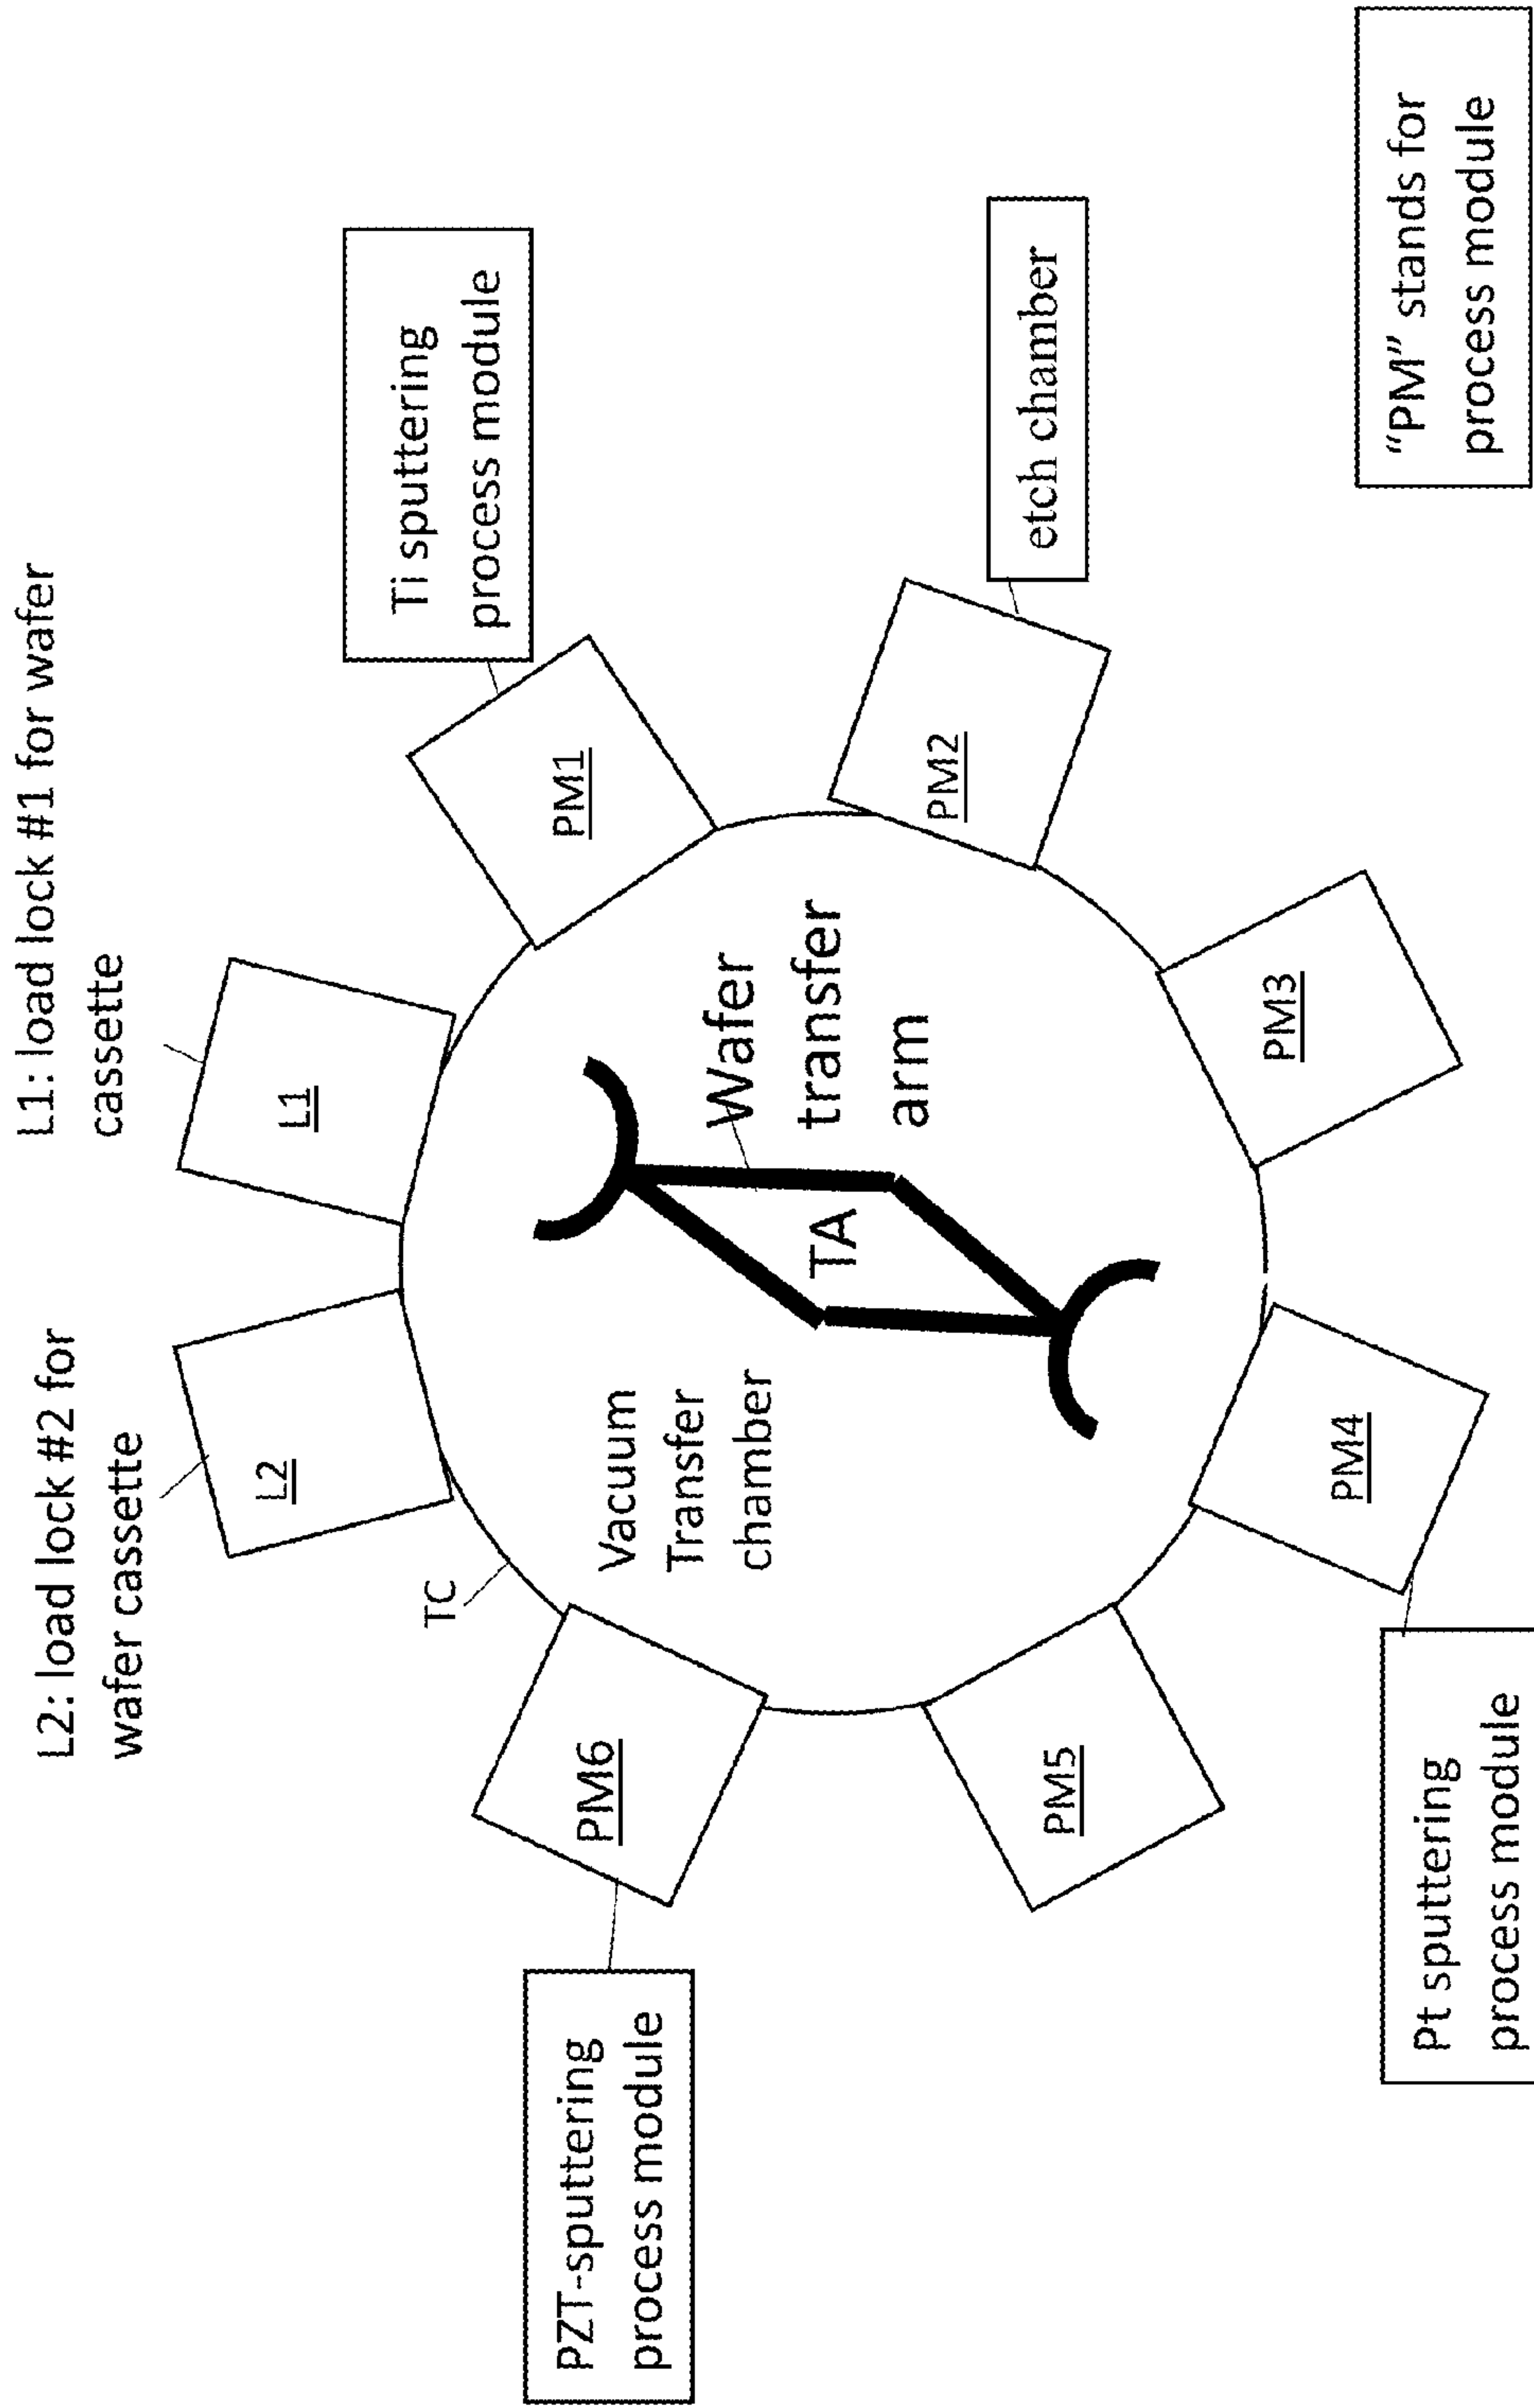 L2: load lock #2 for
wafer cassette
L1: load lock #1 for wafer
cassette
L2
L1
TC
PM6
PM1
PZT-sputtering
process module
Ti sputtering
process module
Vacuum
Transfer
chamber
Wafer
transfer
arm
TA
PM5
PM2
etch chamber
PM4
PM3
Pt sputtering
process module
“PM” stands for
process module